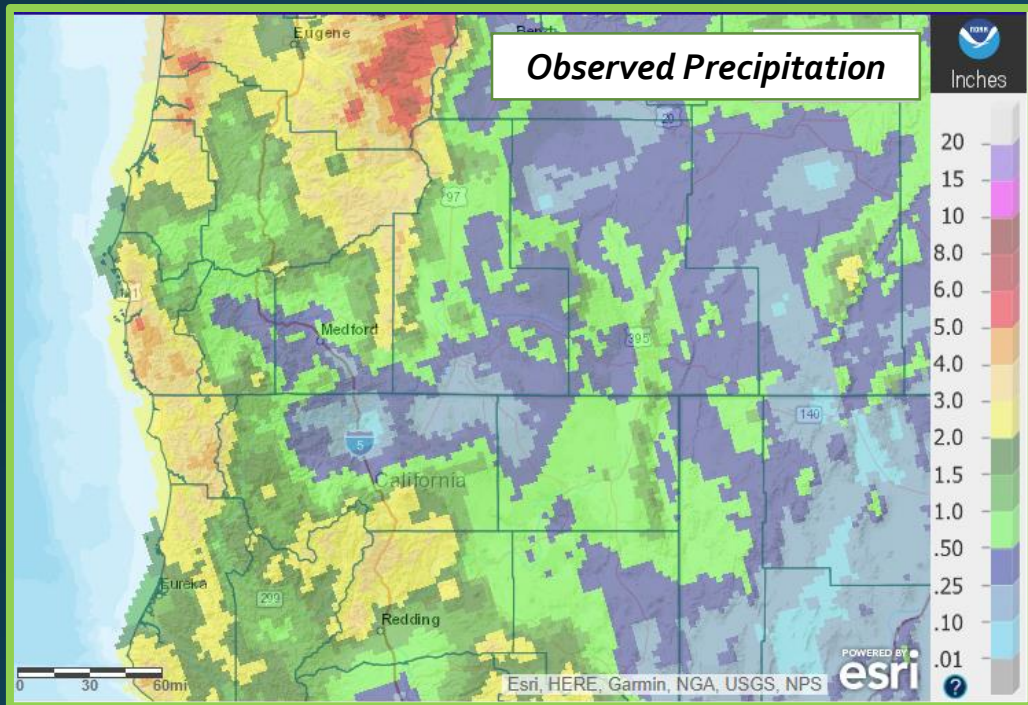 Observed Precipitation
noaa
Inches
20
15
10
8.0
6.0
5.0
4.0
3.0
2.0
1.5
1.0
.50
.25
.10
.01
?
Eugene
20
97
101
Medford
395
140
5
California
Eureka
299
Redding
0 30 60mi
Esri, HERE, Garmin, NGA, USGS, NPS
POWERED BY
esri